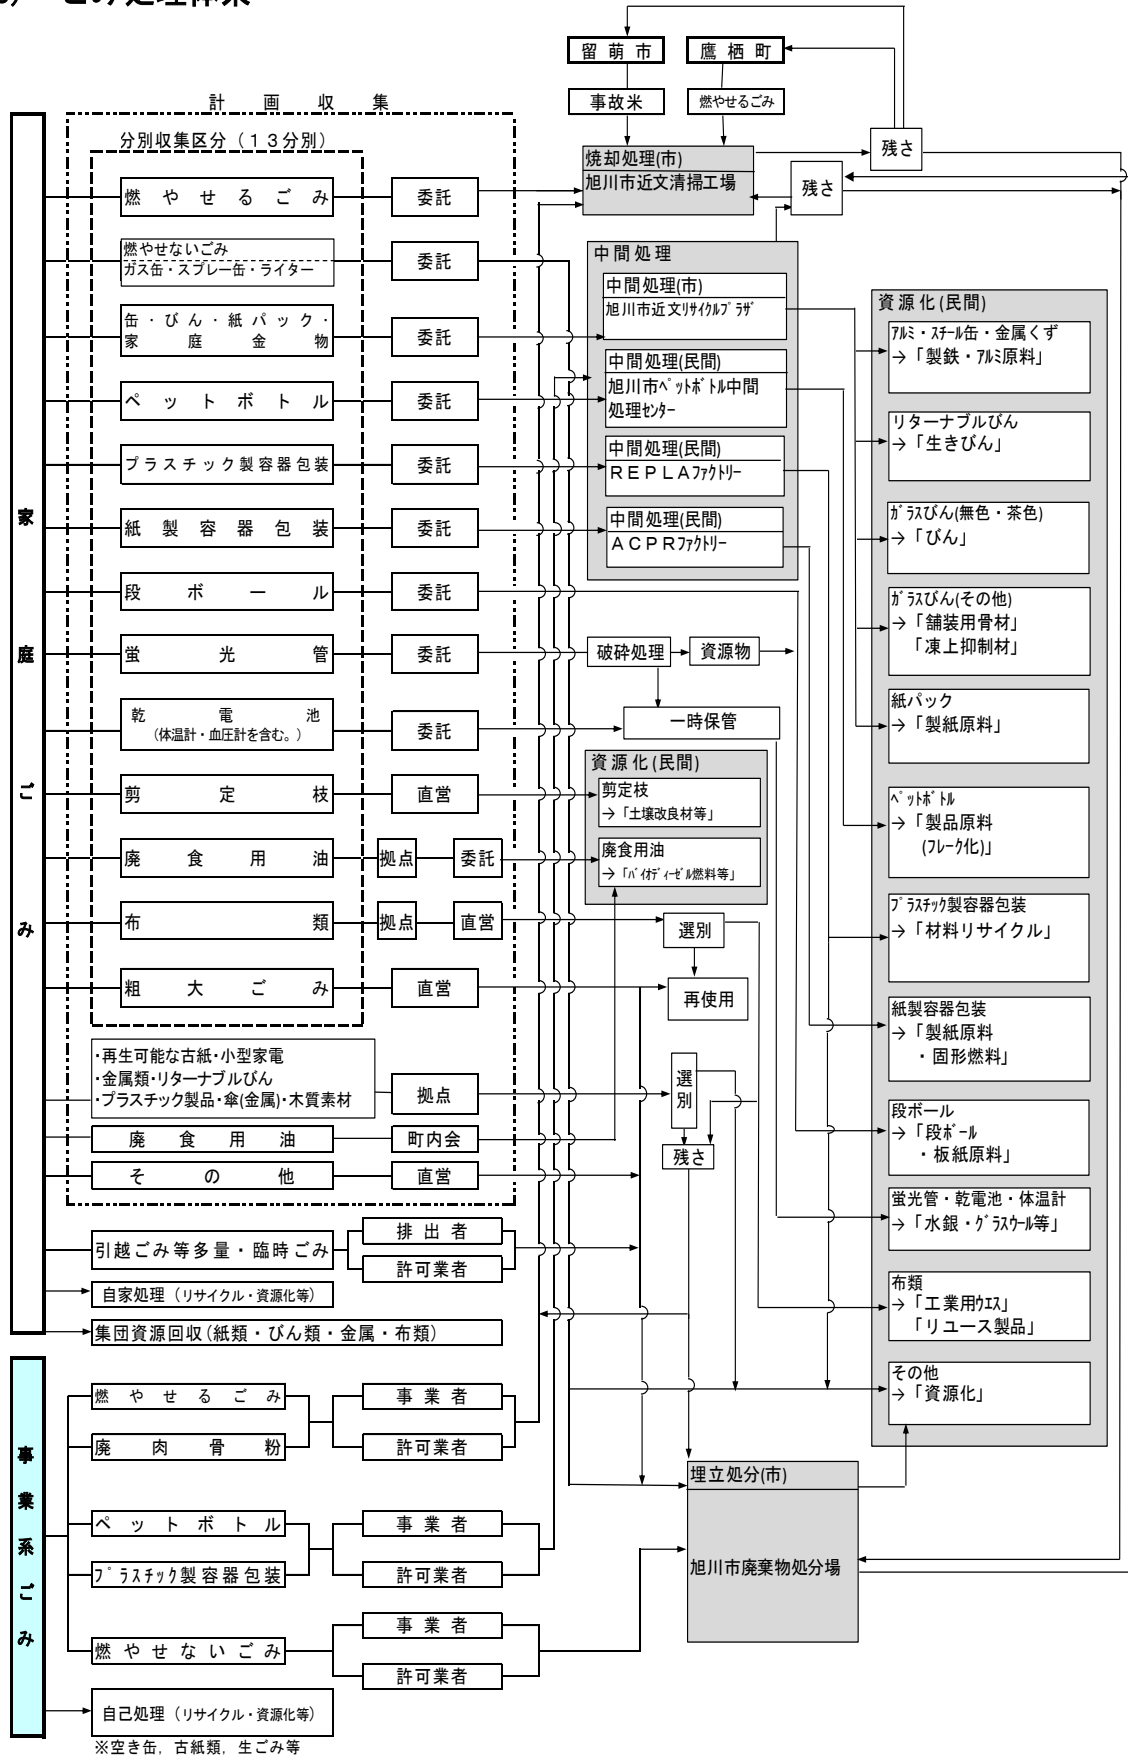 ごみ処理体系
留萌市
鷹栖町
事故米
燃やせるごみ
計画収集
分別収集区分（１３分別）
残さ
残さ
焼却処理(市)
旭川市近文清掃工場
燃やせるごみ
委託
燃やせないごみ
ガス缶・スプレー缶・ライター
委託
缶・びん・紙パック・
家庭金物
委託
ペットボトル
委託
プラスチック製容器包装
委託
紙製容器包装
委託
段ボール
委託
蛍光管
委託
乾電池
(体温計・血圧計を含む。)
委託
剪定枝
直営
廃食用油
拠点
委託
布類
拠点
直営
粗大ごみ
直営
・再生可能な古紙・小型家電
・金属類・リターナブルびん
・プラスチック製品・傘(金属)・木質素材
拠点
廃食用油
町内会
その他
直営
家庭ごみ
引越ごみ等多量・臨時ごみ
排出者
許可業者
自家処理（リサイクル・資源化等)
集団資源回収(紙類・びん類・金属・布類)
事業系ごみ
燃やせるごみ
廃肉骨粉
事業者
許可業者
ペットボトル
ﾌﾟﾗｽﾁｯｸ製容器包装
事業者
許可業者
燃やせないごみ
事業者
許可業者
自己処理（リサイクル・資源化等)
※空き缶，古紙類，生ごみ等
中間処理
中間処理(市)
旭川市近文ﾘｻｲｸﾙﾌﾟﾗｻﾞ
中間処理(民間)
旭川市ﾍﾟｯﾄﾎﾞﾄﾙ中間
処理ｾﾝﾀｰ
中間処理(民間)
ＲＥＰＬＡﾌｧｸﾄﾘｰ
中間処理(民間)
ＡＣＰＲﾌｧｸﾄﾘｰ
破砕処理
資源物
一時保管
資源化(民間)
剪定枝
→「土壌改良材等」
廃食用油
→「ﾊﾞｲｵﾃﾞｨｰｾﾞﾙ燃料等」
選別
再使用
選別
残さ
埋立処分(市)
旭川市廃棄物処分場
資源化(民間)
ｱﾙﾐ・ｽﾁｰﾙ缶・金属くず
→「製鉄・ｱﾙﾐ原料」
リターナブルびん
→「生きびん」
ｶﾞﾗｽびん(無色・茶色)
→「びん」
ｶﾞﾗｽびん(その他)
→「舗装用骨材」
「凍上抑制材」
紙パック
→「製紙原料」
ﾍﾟｯﾄﾎﾞﾄﾙ
→「製品原料
(ﾌﾚｰｸ化)」
ﾌﾟﾗｽﾁｯｸ製容器包装
→「材料リサイクル」
紙製容器包装
→「製紙原料
・固形燃料」
段ボール
→「段ﾎﾞｰﾙ
・板紙原料」
蛍光管・乾電池・体温計
→「水銀・ｸﾞﾗｽｳｰﾙ等」
布類
→「工業用ｳｴｽ」
「リユース製品」
その他
→「資源化」